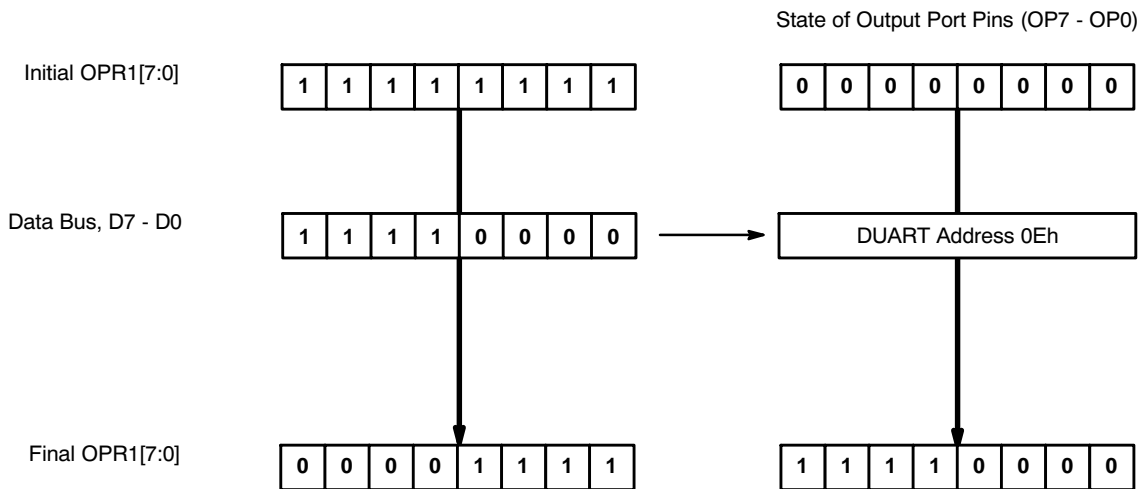 State of Output Port Pins (OP7 - OP0)
Initial OPR1[7:0] 1 1 1 1 1 1 1 1 0 0 0 0 0 0 0 0
Data Bus, D7 - D0 1 1 1 1 0 0 0 0 DUART Address 0Eh
Final OPR1[7:0] 0 0 0 0 1 1 1 1 1 1 1 1 0 0 0 0